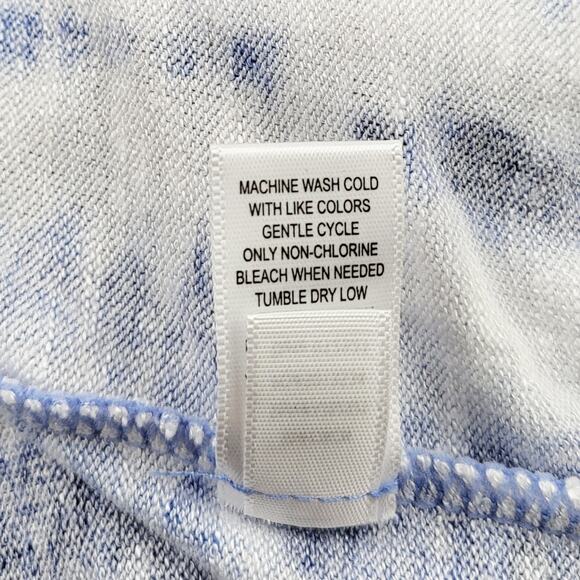 MACHINE WASH COLD
WITH LIKE COLORS
GENTLE CYCLE
ONLY NON-CHLORINE
BLEACH WHEN NEEDED
TUMBLE DRY LOW